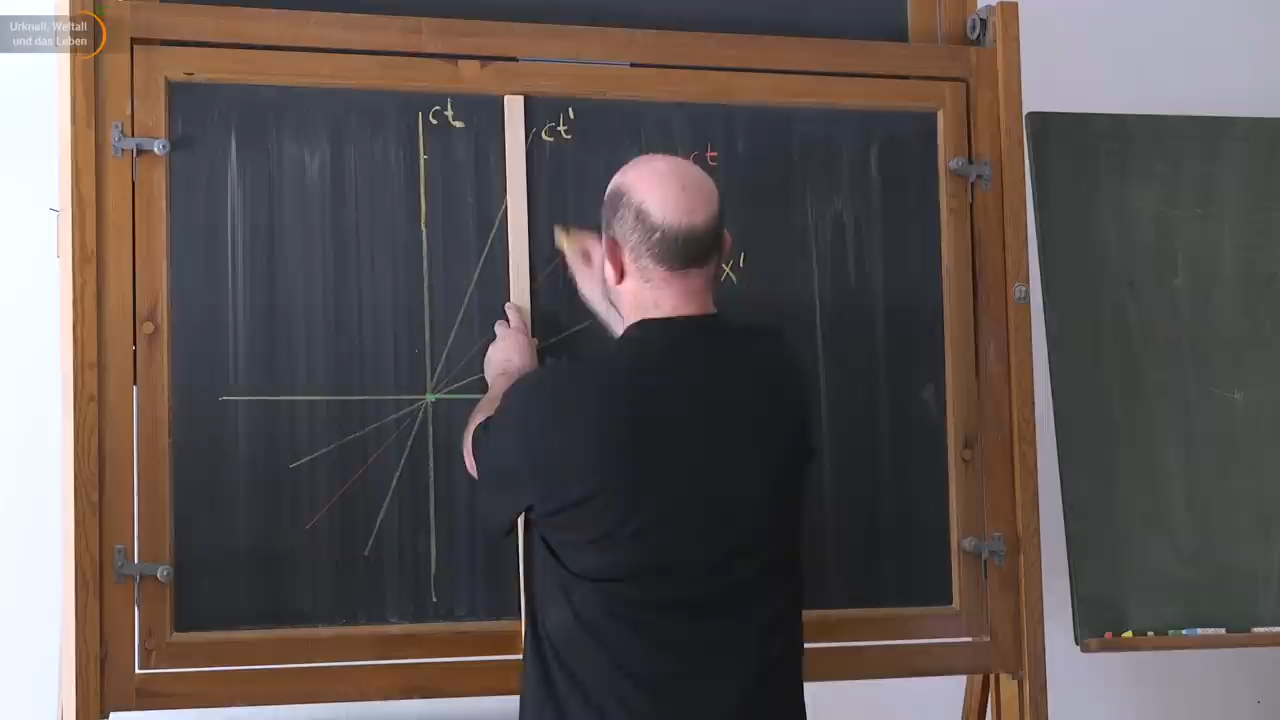 Urknall, Weltall
und das Leben
ct
ct'
ct
x'